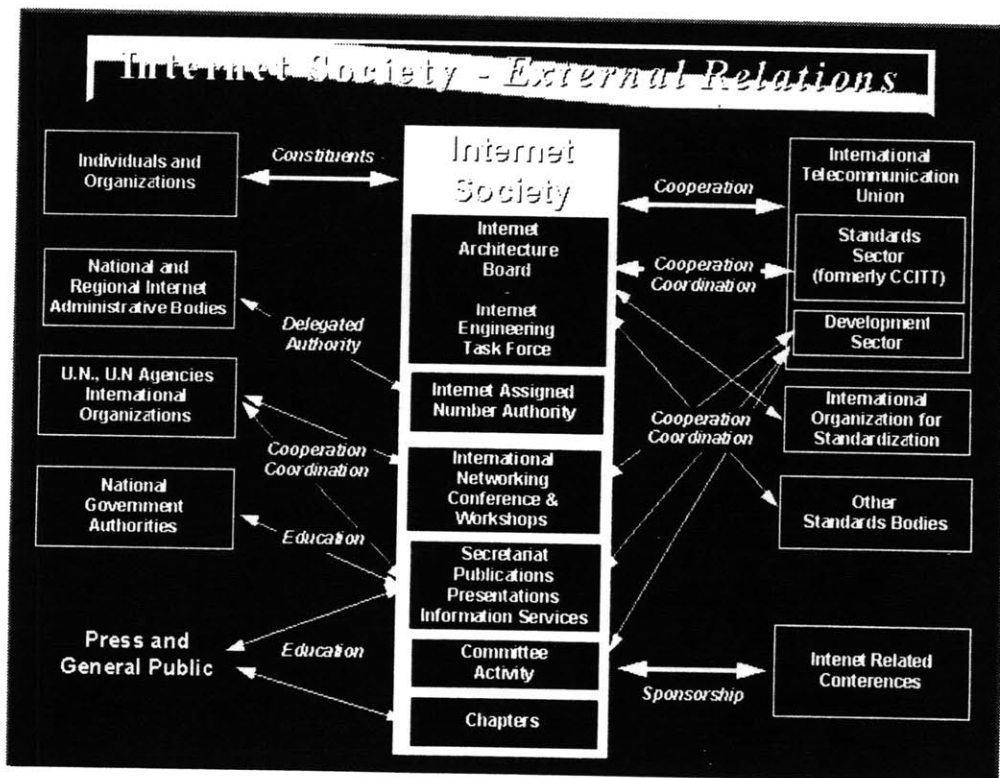 Internet Society - External Relations
Individuals and
Organizations
Constituents
National and
Regional Internet
Administrative Bodies
Delegated
Authority
U.N., U.N Agencies
International
Organizations
Cooperation
Coordination
National
Government
Authorities
Education
Press and
General Public
Education
Internet
Society
Internet
Architecture
Board
-
Internet
Engineering
Task Force
Internet Assigned
Number Authority
International
Networking
Conference &
Workshops
Secretariat
Publications
Presentations
Information Services
Committee
Activity
Chapters
Cooperation
Cooperation
Coordination
Cooperation
Coordination
Sponsorship
International
Telecommunication
Union
Standards
Sector
(formerly CCITT)
Development
Sector
International
Organization for
Standardization
Other
Standards Bodies
Intenet Related
Conferences